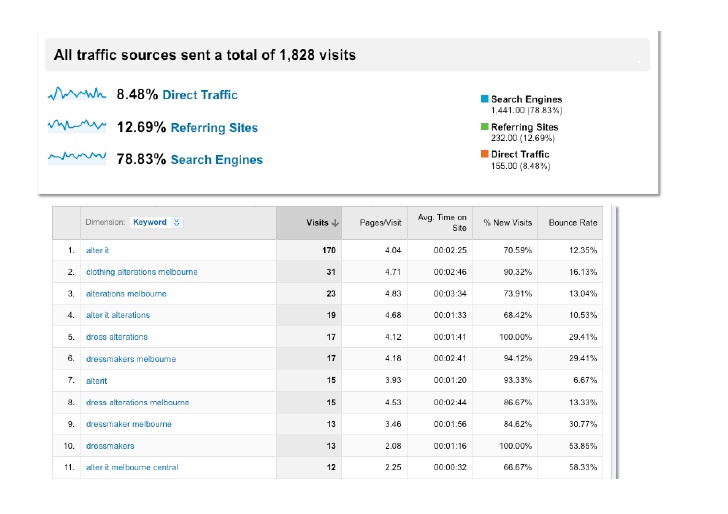 All traffic sources sent a total of 1,828 visits
8.48% Direct Traffic
12.69% Referring Sites
78.83% Search Engines
Search Engines
1,441.00 (78.83%)
Referring Sites
232.00 (12.69%)
Direct Traffic
155.00 (8.48%)
Dimension: Keyword Visits Pages/Visit Avg. Time on Site % New Visits Bounce Rate
1. alter it 170 4.04 00:02:25 70.59% 12.35%
2. clothing alterations melbourne 31 4.71 00:02:46 90.32% 16.13%
3. alterations melbourne 23 4.83 00:03:34 73.91% 13.04%
4. alter it alterations 19 4.68 00:01:33 68.42% 10.53%
5. dress alterations 17 4.12 00:01:41 100.00% 29.41%
6. dressmakers melbourne 17 4.18 00:02:41 94.12% 29.41%
7. alterit 15 3.93 00:01:20 93.33% 6.67%
8. dress alterations melbourne 15 4.53 00:02:44 86.67% 13.33%
9. dressmaker melbourne 13 3.46 00:01:56 84.62% 30.77%
10. dressmakers 13 2.08 00:01:16 100.00% 53.85%
11. alter it melbourne central 12 2.25 00:00:32 66.67% 58.33%